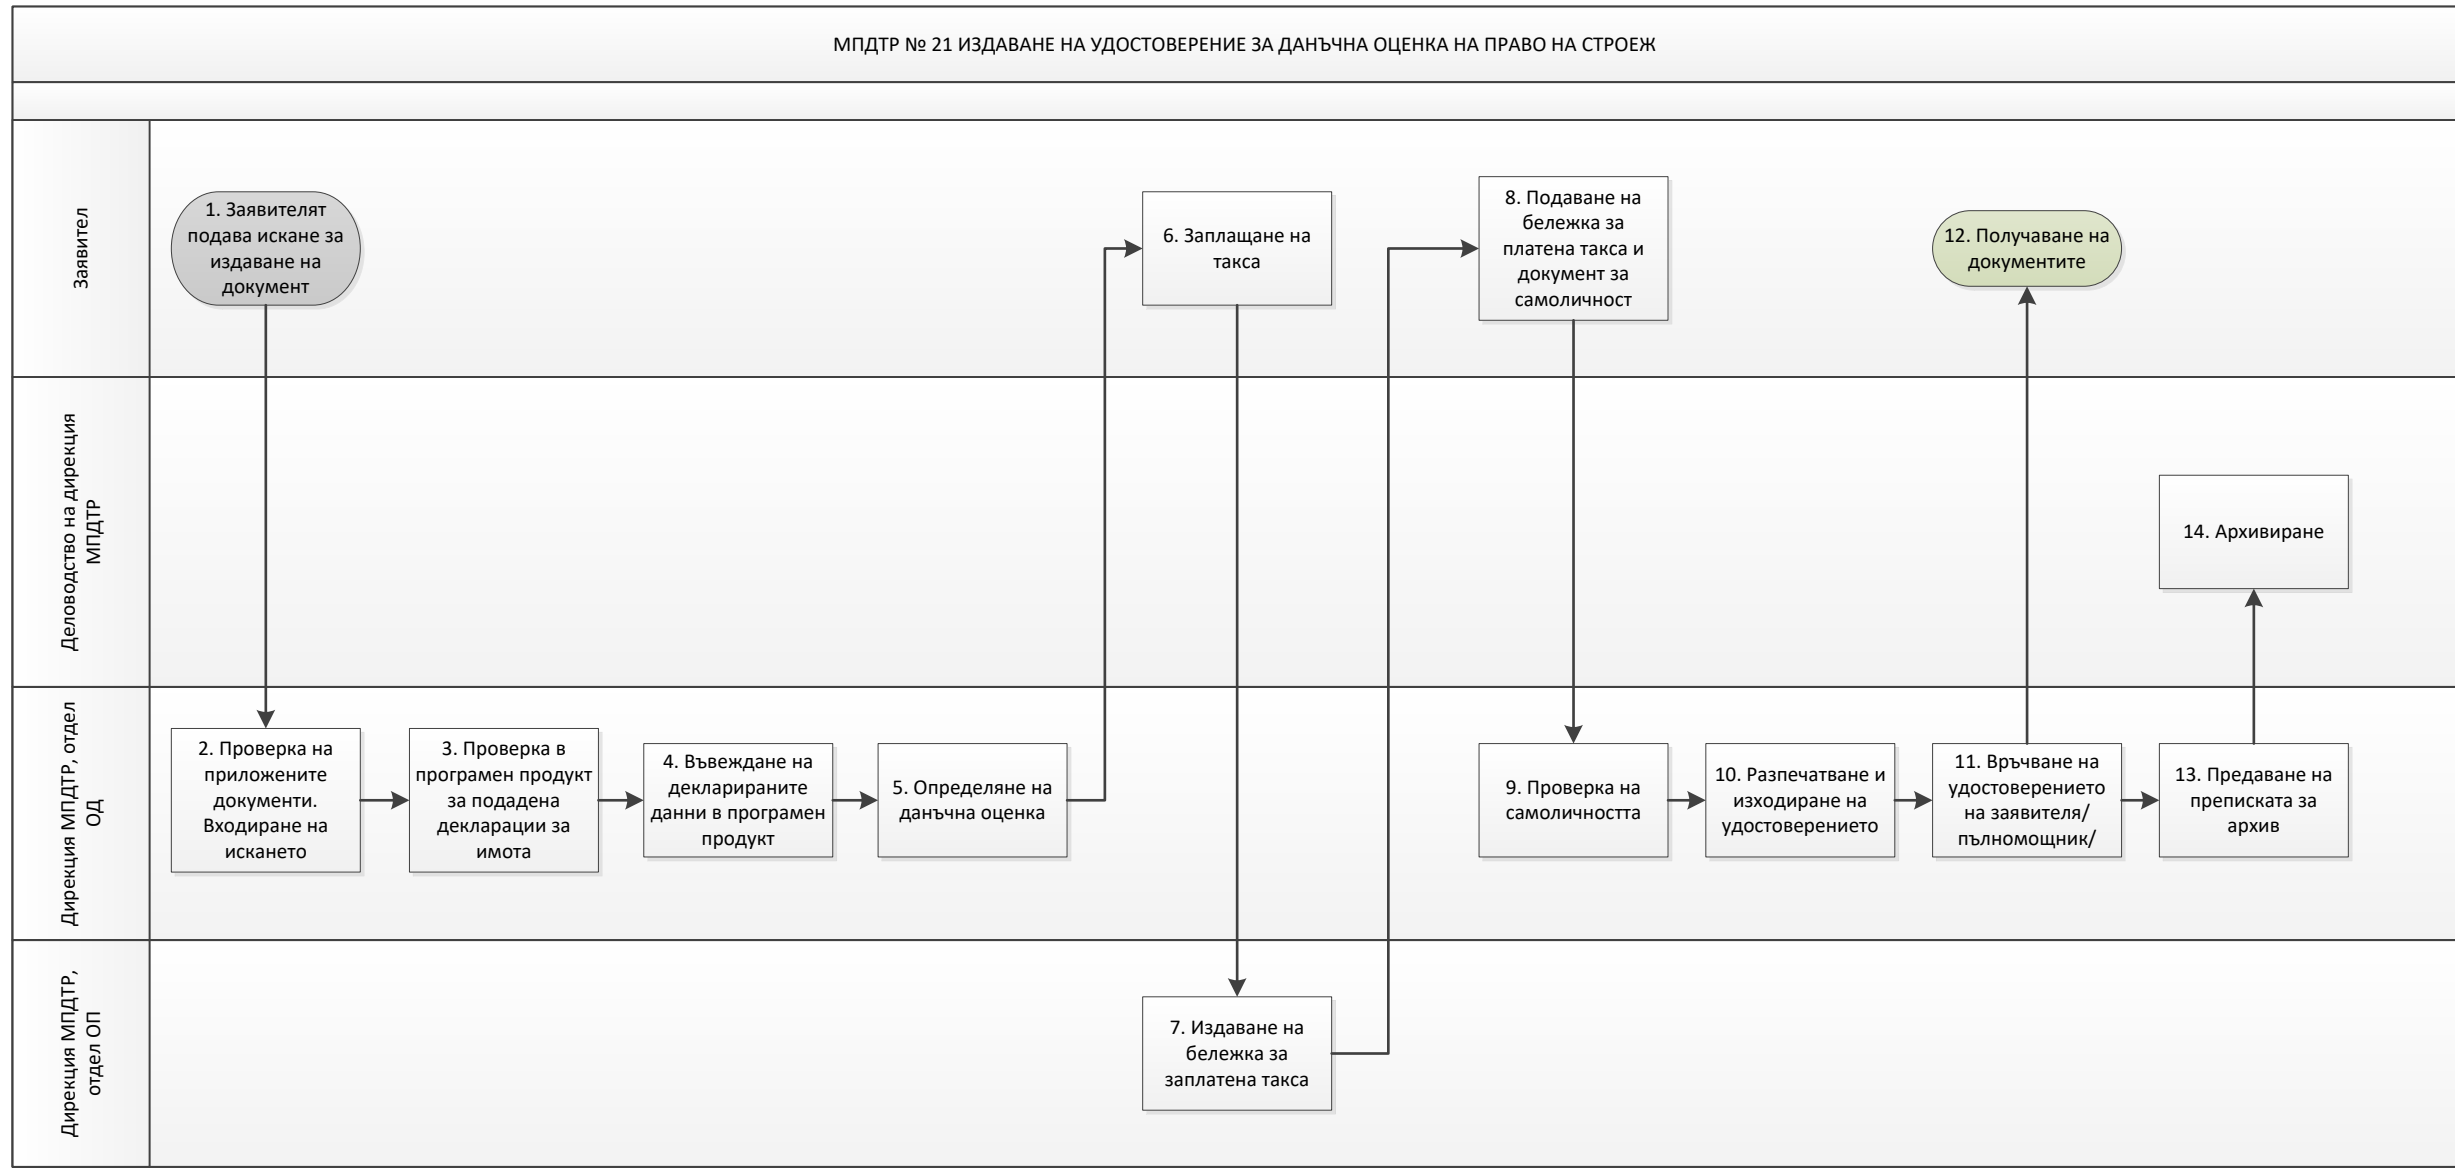 МПДТР № 21 ИЗДАВАНЕ НА УДОСТОВЕРЕНИЕ ЗА ДАНЪЧНА ОЦЕНКА НА ПРАВО НА СТРОЕЖ
Заявител
1. Заявителят
подава искане за
издаване на
документ
6. Заплащане на
такса
8. Подаване на
бележка за
платена такса и
документ за
самоличност
12. Получаване на
документите
Деловодство на дирекция
МПДТР
14. Архивиране
Дирекция МПДТР, отдел
ОД
2. Проверка на
приложените
документи.
Входиране на
искането
3. Проверка в
програмен продукт
за подадена
декларации за
имота
4. Въвеждане на
декларираните
данни в програмен
продукт
5. Определяне на
данъчна оценка
9. Проверка на
самоличността
10. Разпечатване и
изходиране на
удостоверението
11. Връчване на
удостоверението
на заявителя/
пълномощник/
13. Предаване на
преписката за
архив
Дирекция МПДТР,
отдел ОП
7. Издаване на
бележка за
заплатена такса